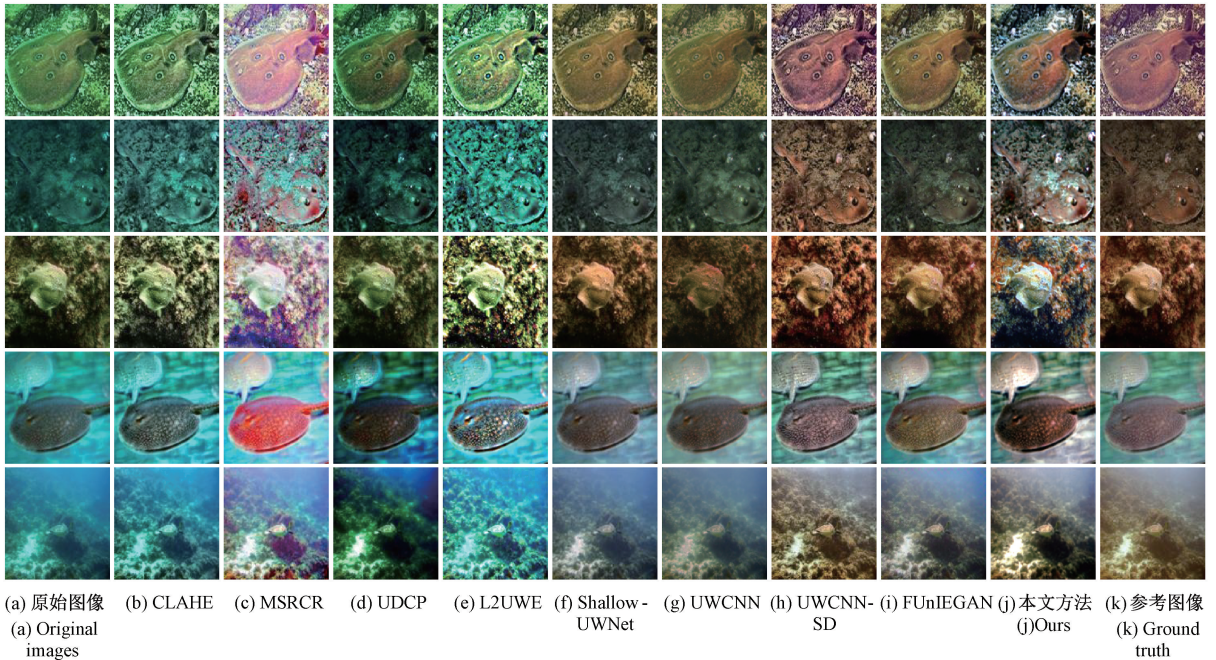 (a) 原始图像 (b) CLAHE (c) MSRCR (d) UDCP (e) L2UWE (f) Shallow- (g) UWCNN (h) UWCNN- (i) FUnIEGAN (j) 本文方法 (k) 参考图像
(a) Original UWNet SD (j)Ours (k) Ground
images truth